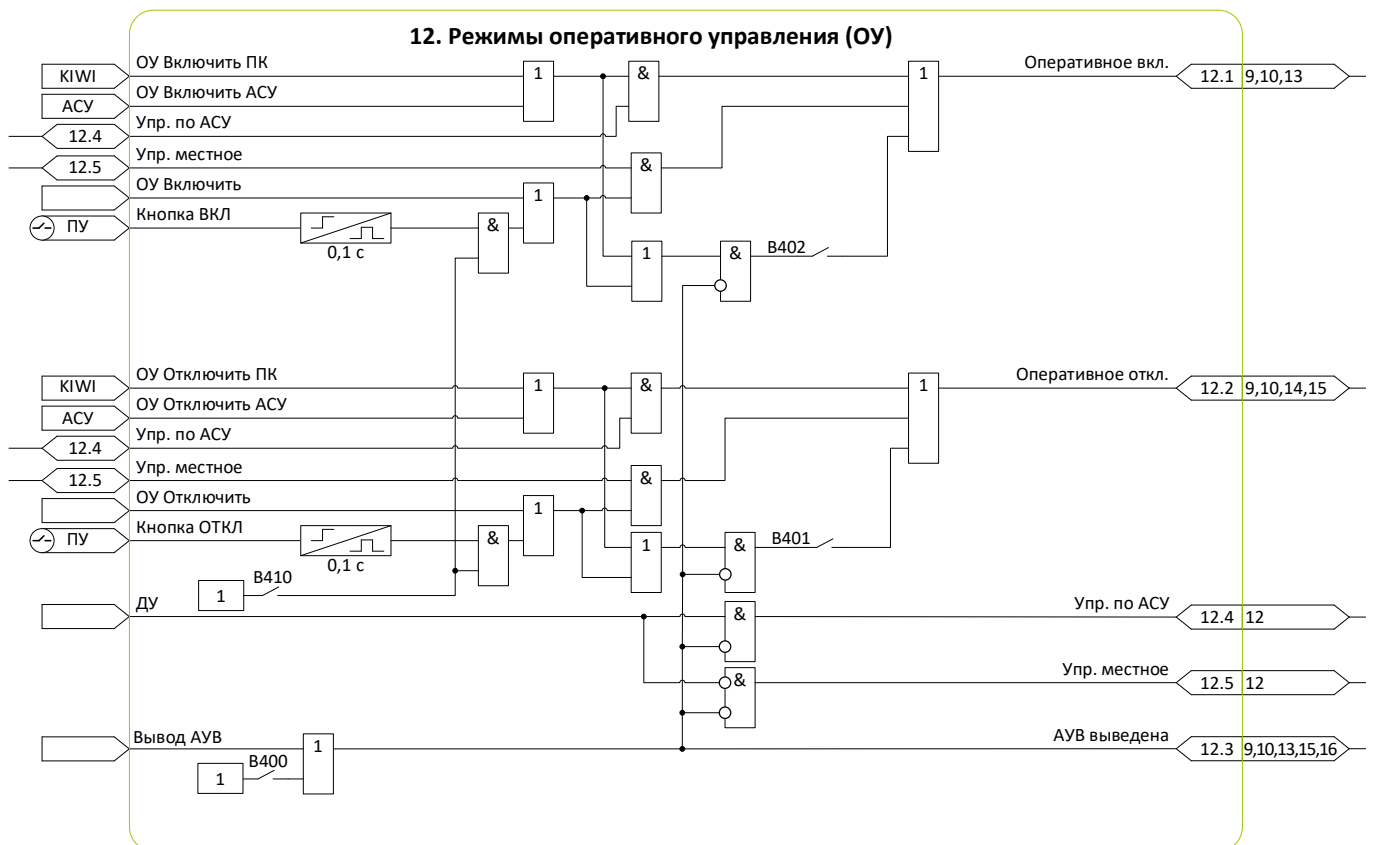 12. Режимы оперативного управления (ОУ)
KIWI ОУ Включить ПК 1 & 1 Оперативное вкл. 12.1 9,10,13
АСУ ОУ Включить АСУ
12.4 Упр. по АСУ
12.5 Упр. местное &
ОУ Включить 1
ПУ Кнопка ВКЛ &
0,1 с 1 & B402
KIWI ОУ Отключить ПК 1 & 1 Оперативное откл. 12.2 9,10,14,15
АСУ ОУ Отключить АСУ
12.4 Упр. по АСУ
12.5 Упр. местное &
ОУ Отключить 1
ПУ Кнопка ОТКЛ & 1 & B401
0,1 с
1 B410
ДУ & Упр. по АСУ 12.4 12
& Упр. местное 12.5 12
Вывод АУВ 1 АУВ выведена 12.3 9,10,13,15,16
1 B400